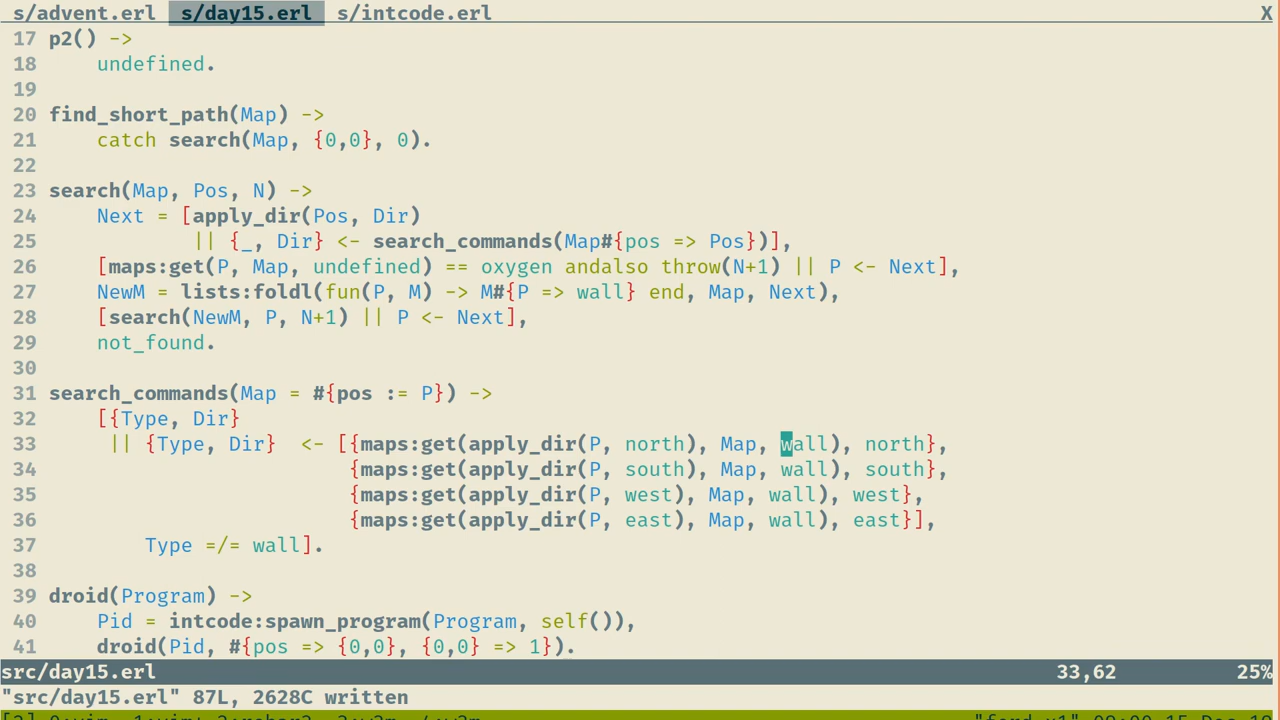 s/advent.erl s/day15.erl s/intcode.erl X
17 p2() ->
18     undefined.
19
20 find_short_path(Map) ->
21     catch search(Map, {0,0}, 0).
22
23 search(Map, Pos, N) ->
24     Next = [apply_dir(Pos, Dir)
25             || {_, Dir} <- search_commands(Map#{pos => Pos})],
26     [maps:get(P, Map, undefined) == oxygen andalso throw(N+1) || P <- Next],
27     NewM = lists:foldl(fun(P, M) -> M#{P => wall} end, Map, Next),
28     [search(NewM, P, N+1) || P <- Next],
29     not_found.
30
31 search_commands(Map = #{pos := P}) ->
32     [{Type, Dir}
33      || {Type, Dir}  <- [{maps:get(apply_dir(P, north), Map, wall), north},
34                          {maps:get(apply_dir(P, south), Map, wall), south},
35                          {maps:get(apply_dir(P, west), Map, wall), west},
36                          {maps:get(apply_dir(P, east), Map, wall), east}],
37         Type =/= wall].
38
39 droid(Program) ->
40     Pid = intcode:spawn_program(Program, self()),
41     droid(Pid, #{pos => {0,0}, {0,0} => 1}).
src/day15.erl 33,62 25%
"src/day15.erl" 87L, 2628C written